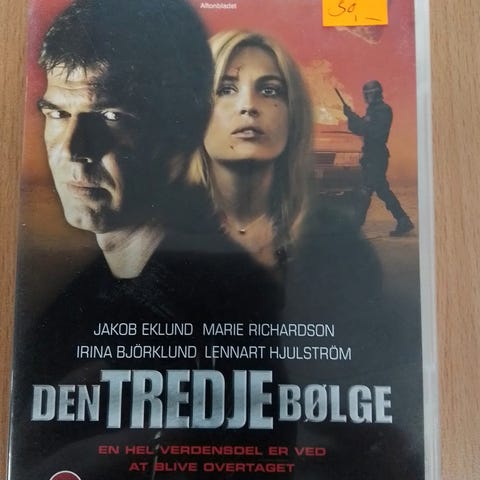 Aftonbladet
50,-
JAKOB EKLUND MARIE RICHARDSON
IRINA BJÖRKLUND LENNART HJULSTRÖM
DEN TREDJE BØLGE
EN HEL VERDENSDEL ER VED
AT BLIVE OVERTAGET